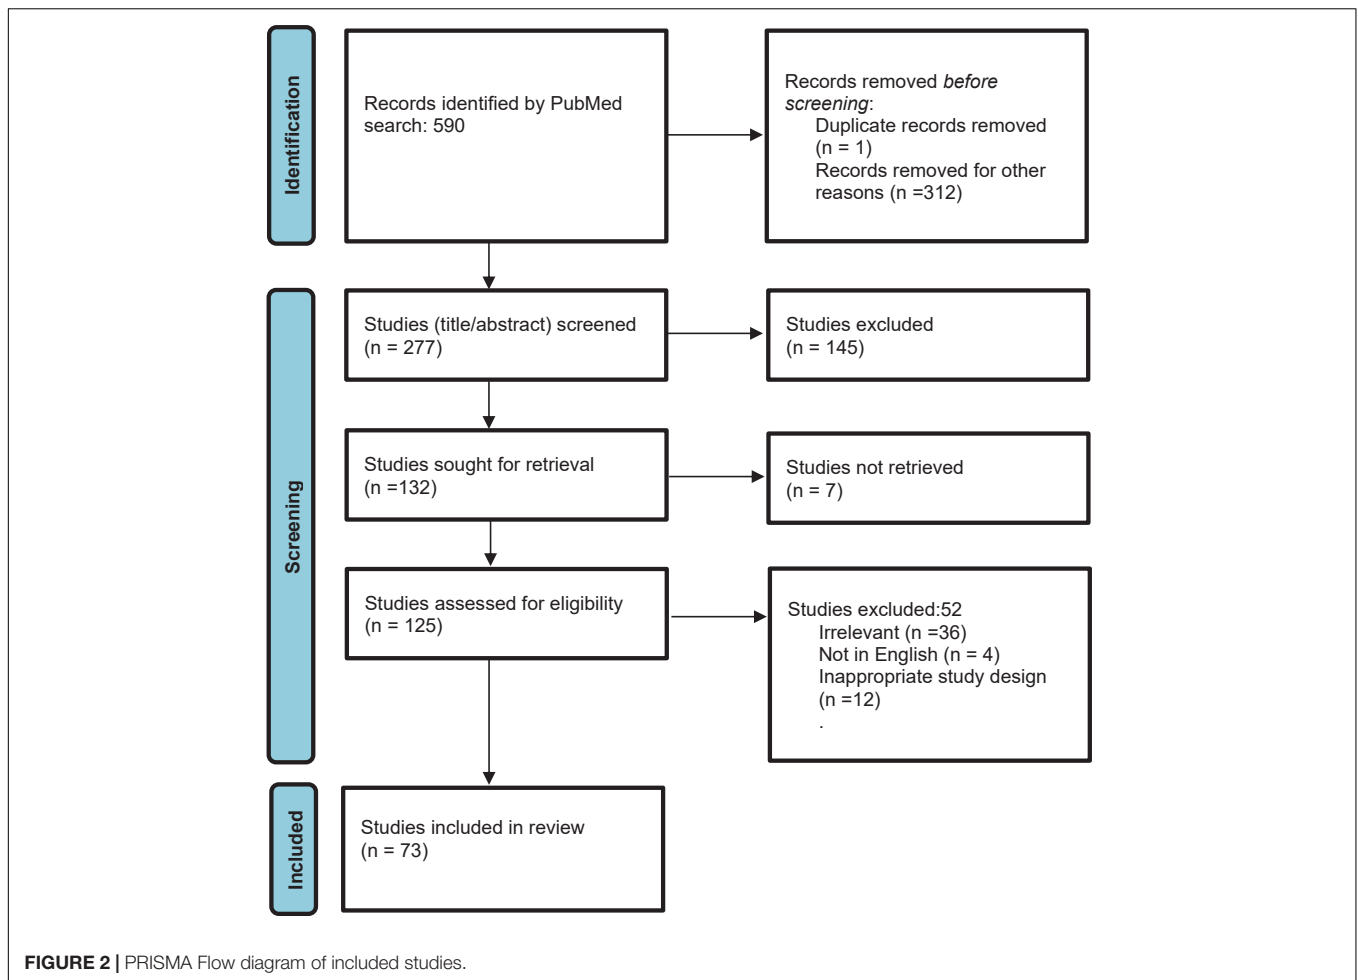 Identification
Records identified by PubMed
search: 590
Records removed before
screening:
Duplicate records removed
(n = 1)
Records removed for other
reasons (n =312)
Screening
Studies (title/abstract) screened
(n = 277)
Studies excluded
(n = 145)
Studies sought for retrieval
(n =132)
Studies not retrieved
(n = 7)
Studies assessed for eligibility
(n = 125)
Studies excluded:52
Irrelevant (n =36)
Not in English (n = 4)
Inappropriate study design
(n =12)
.
Included
Studies included in review
(n = 73)
FIGURE 2 | PRISMA Flow diagram of included studies.